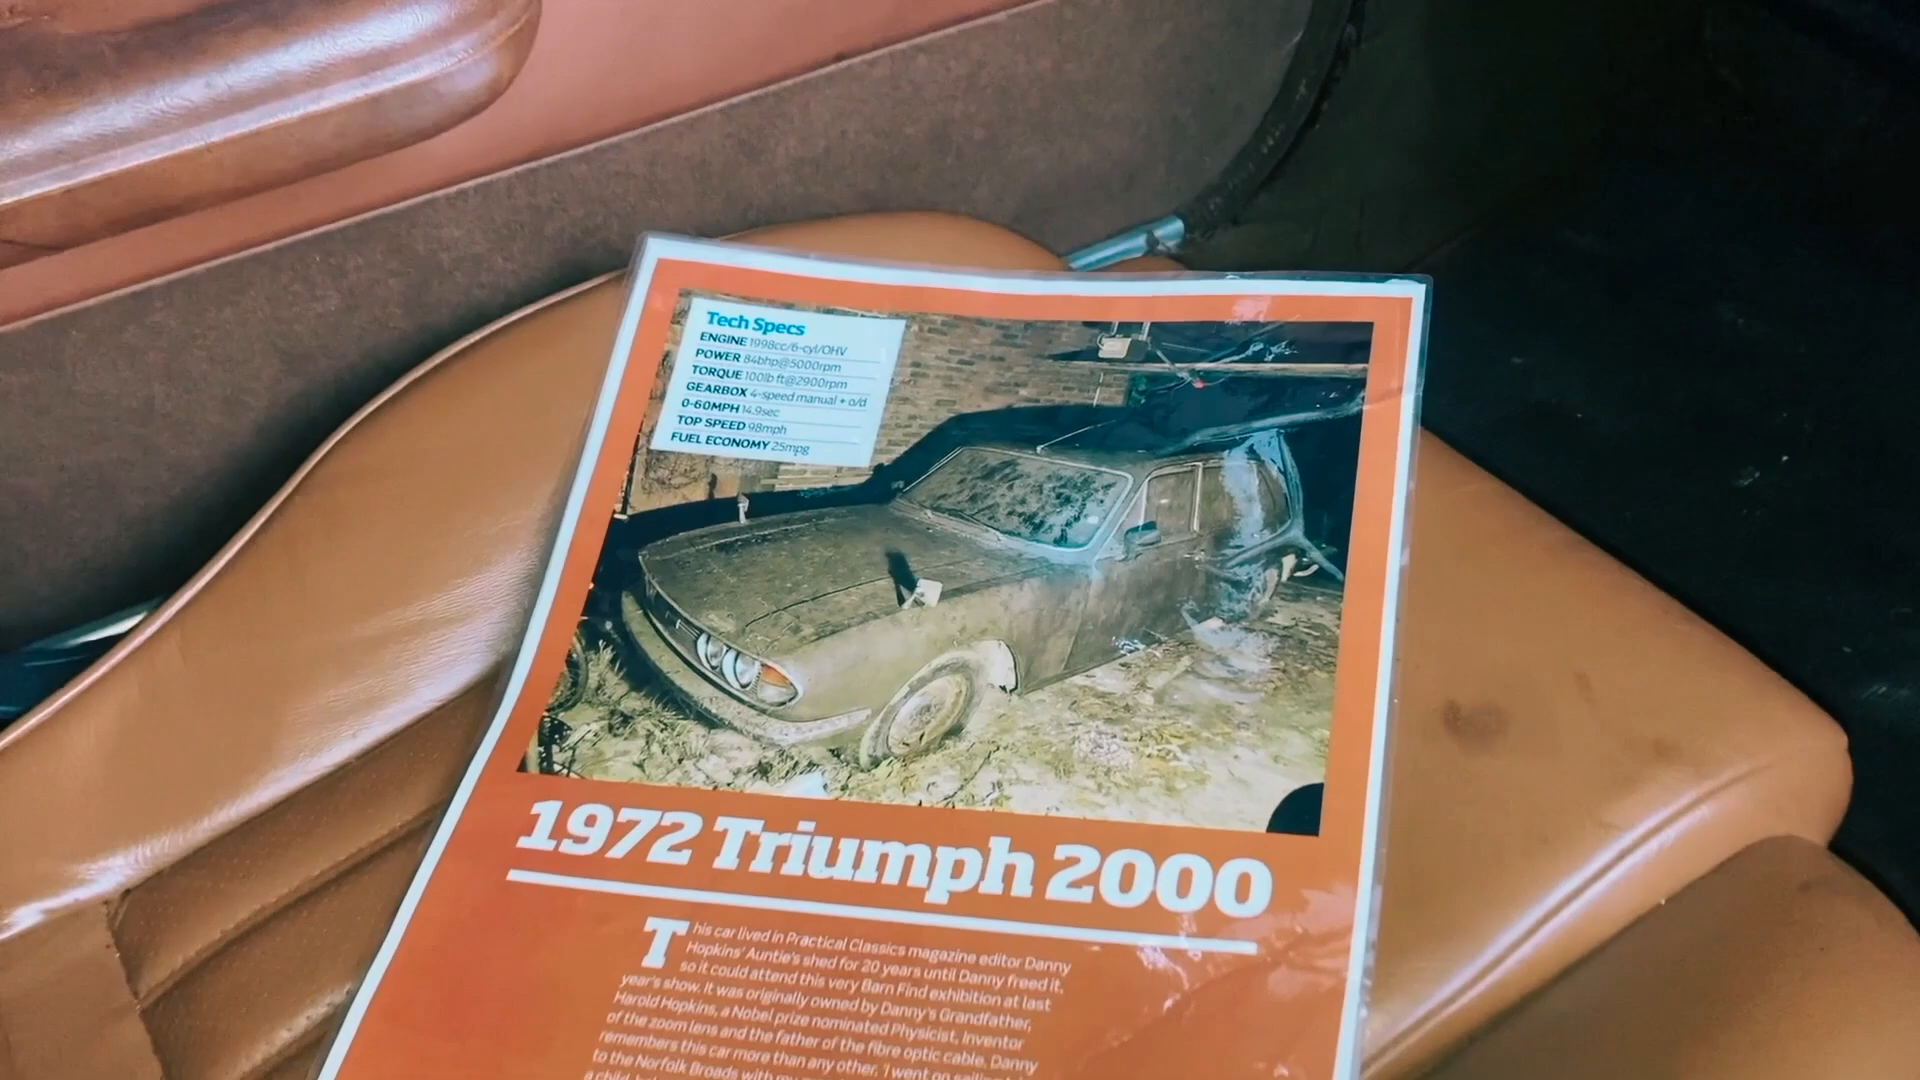 Tech Specs
ENGINE 1998cc/6-cyl/OHV
POWER 84bhp@5000rpm
TORQUE 100lb ft@2900rpm
GEARBOX 4-speed manual + o/d
0-60MPH 14.9sec
TOP SPEED 98mph
FUEL ECONOMY 25mpg
1972 Triumph 2000
This car lived in Practical Classics magazine editor Danny
Hopkins' Auntie's shed for 20 years until Danny freed it,
so it could attend this very Barn Find exhibition at last
year's show. It was originally owned by Danny's Grandfather,
Harold Hopkins, a Nobel prize nominated Physicist, Inventor
of the zoom lens and the father of the fibre optic cable. Danny
remembers this car more than any other. 'I went on sailing
to the Norfolk Broads with my
a child